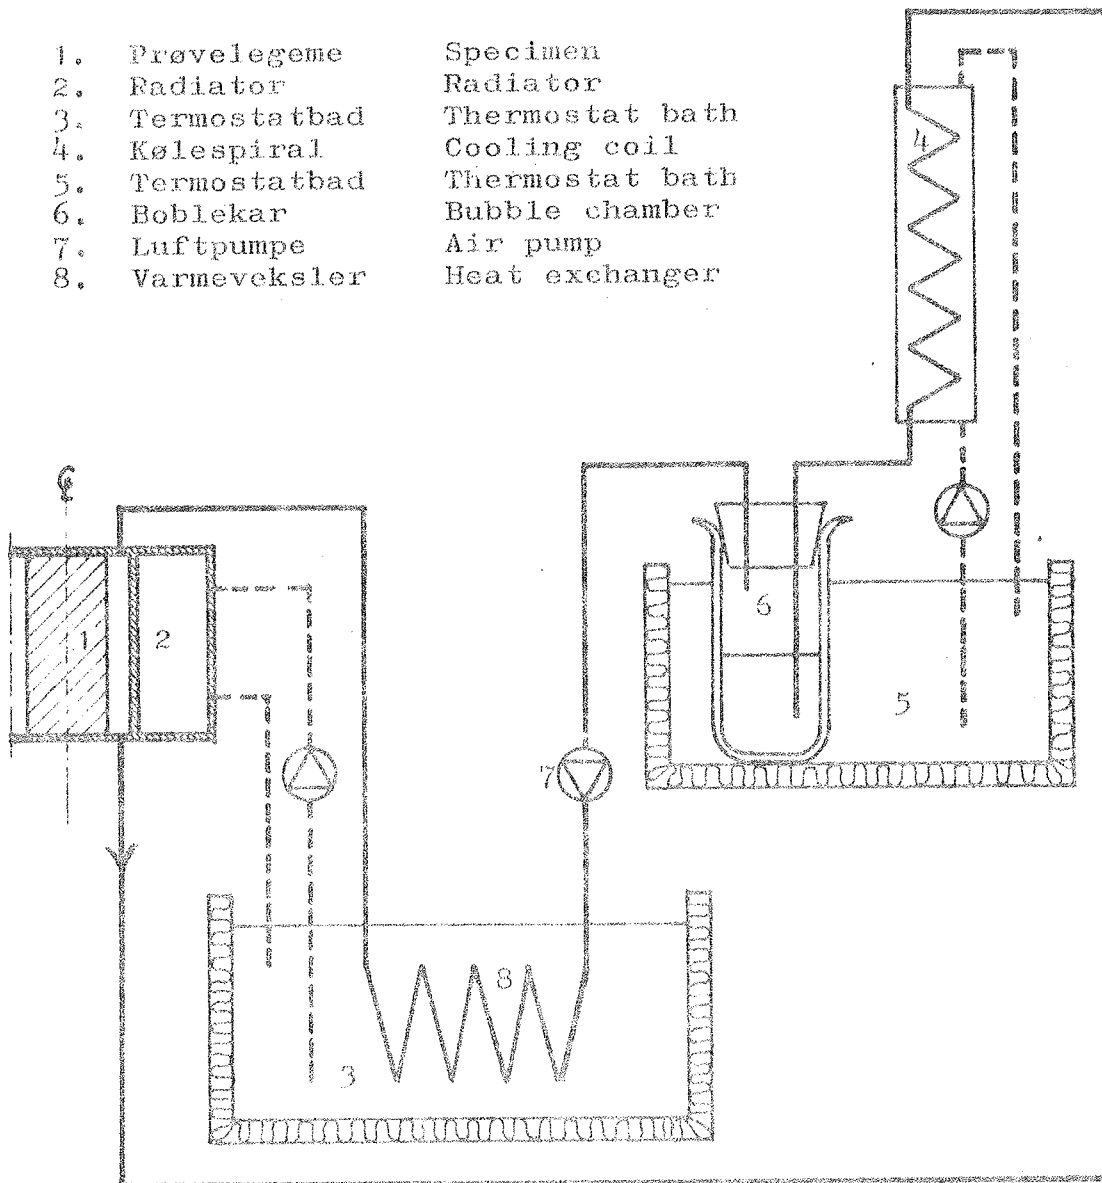 1. Prøvelegeme Specimen
2. Radiator Radiator
3. Termostatbad Thermostat bath
4. Kølespiral Cooling coil
5. Termostatbad Thermostat bath
6. Boblekar Bubble chamber
7. Luftpumpe Air pump
8. Varmeveksler Heat exchanger
4
℄
6
1 2
5
7
8
3